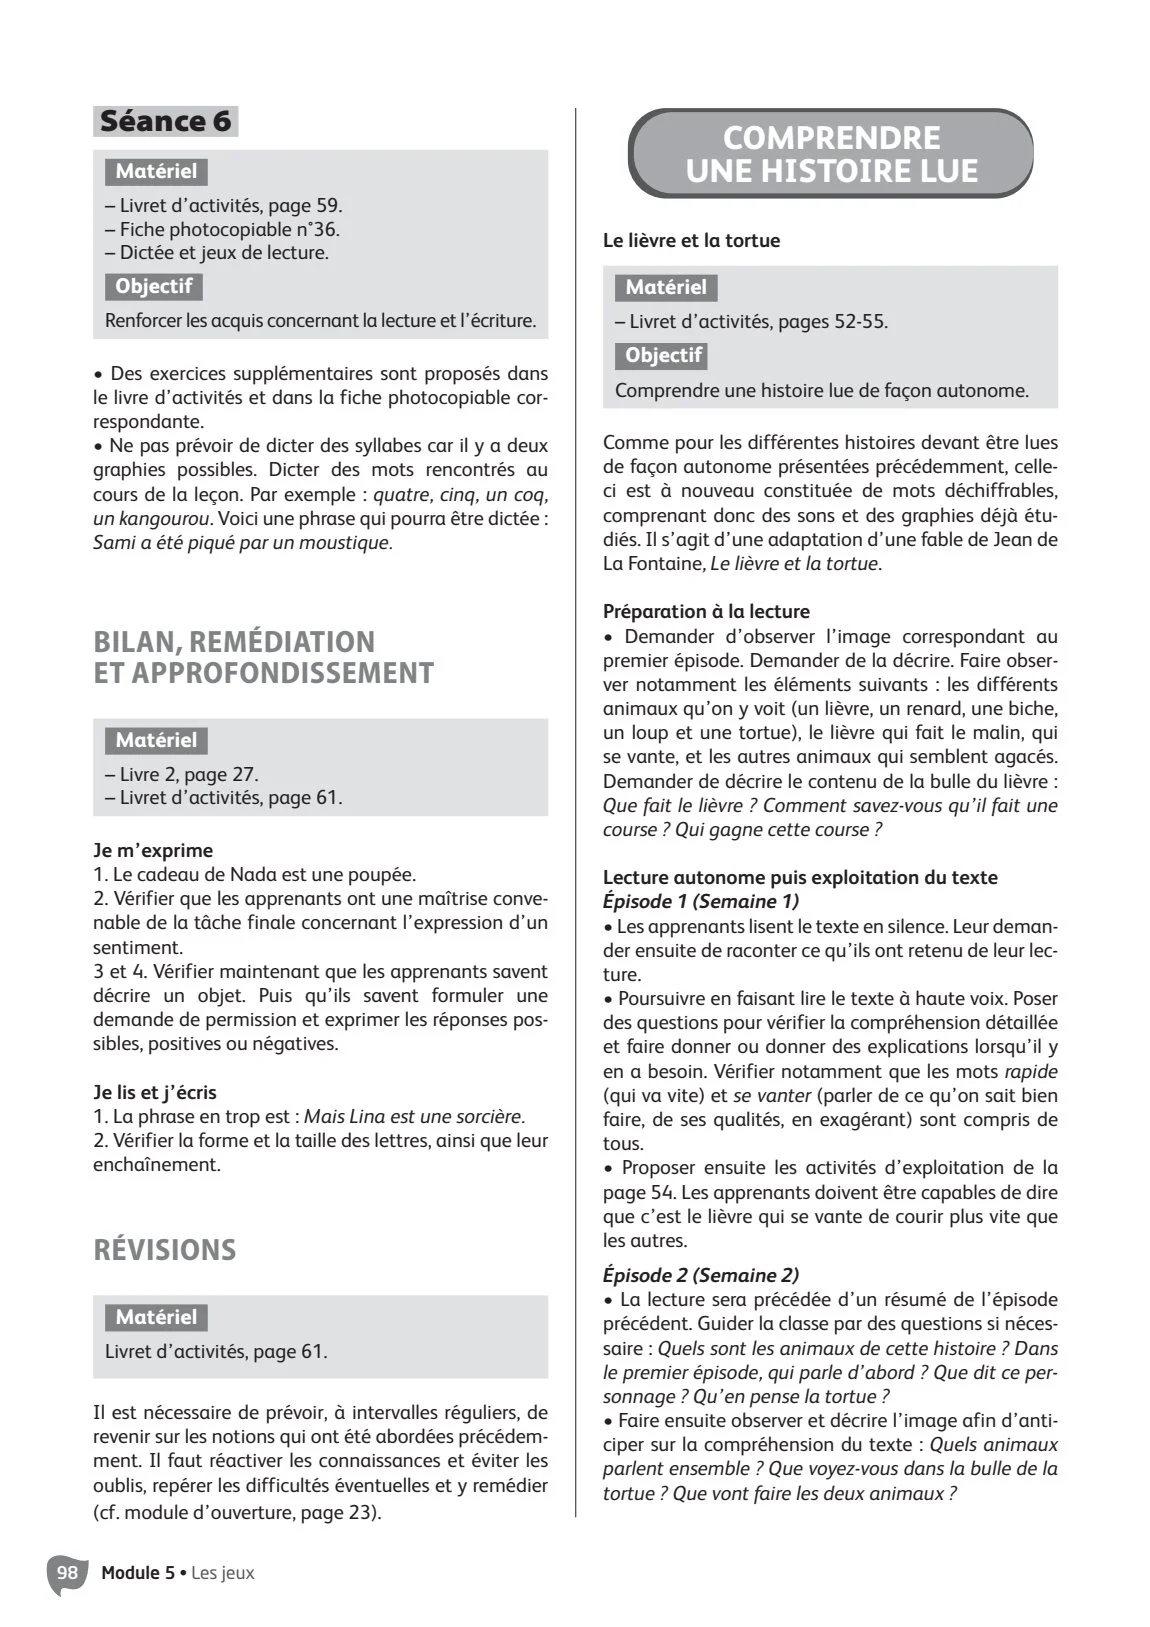 Séance 6
Matériel
– Livret d’activités, page 59.
– Fiche photocopiable n°36.
– Dictée et jeux de lecture.
Objectif
Renforcer les acquis concernant la lecture et l’écriture.
• Des exercices supplémentaires sont proposés dans
le livre d’activités et dans la fiche photocopiable cor-
respondante.
• Ne pas prévoir de dicter des syllabes car il y a deux
graphies possibles. Dicter des mots rencontrés au
cours de la leçon. Par exemple : quatre, cinq, un coq,
un kangourou. Voici une phrase qui pourra être dictée :
Sami a été piqué par un moustique.
BILAN, REMÉDIATION
ET APPROFONDISSEMENT
Matériel
– Livre 2, page 27.
– Livret d’activités, page 61.
Je m’exprime
1. Le cadeau de Nada est une poupée.
2. Vérifier que les apprenants ont une maîtrise conve-
nable de la tâche finale concernant l’expression d’un
sentiment.
3 et 4. Vérifier maintenant que les apprenants savent
décrire un objet. Puis qu’ils savent formuler une
demande de permission et exprimer les réponses pos-
sibles, positives ou négatives.
Je lis et j’écris
1. La phrase en trop est : Mais Lina est une sorcière.
2. Vérifier la forme et la taille des lettres, ainsi que leur
enchaînement.
RÉVISIONS
Matériel
Livret d’activités, page 61.
Il est nécessaire de prévoir, à intervalles réguliers, de
revenir sur les notions qui ont été abordées précédem-
ment. Il faut réactiver les connaissances et éviter les
oublis, repérer les difficultés éventuelles et y remédier
(cf. module d’ouverture, page 23).
COMPRENDRE
UNE HISTOIRE LUE
Le lièvre et la tortue
Matériel
– Livret d’activités, pages 52-55.
Objectif
Comprendre une histoire lue de façon autonome.
Comme pour les différentes histoires devant être lues
de façon autonome présentées précédemment, celle-
ci est à nouveau constituée de mots déchiffrables,
comprenant donc des sons et des graphies déjà étu-
diés. Il s’agit d’une adaptation d’une fable de Jean de
La Fontaine, Le lièvre et la tortue.
Préparation à la lecture
• Demander d’observer l’image correspondant au
premier épisode. Demander de la décrire. Faire obser-
ver notamment les éléments suivants : les différents
animaux qu’on y voit (un lièvre, un renard, une biche,
un loup et une tortue), le lièvre qui fait le malin, qui
se vante, et les autres animaux qui semblent agacés.
Demander de décrire le contenu de la bulle du lièvre :
Que fait le lièvre ? Comment savez-vous qu’il fait une
course ? Qui gagne cette course ?
Lecture autonome puis exploitation du texte
Épisode 1 (Semaine 1)
• Les apprenants lisent le texte en silence. Leur deman-
der ensuite de raconter ce qu’ils ont retenu de leur lec-
ture.
• Poursuivre en faisant lire le texte à haute voix. Poser
des questions pour vérifier la compréhension détaillée
et faire donner ou donner des explications lorsqu’il y
en a besoin. Vérifier notamment que les mots rapide
(qui va vite) et se vanter (parler de ce qu’on sait bien
faire, de ses qualités, en exagérant) sont compris de
tous.
• Proposer ensuite les activités d’exploitation de la
page 54. Les apprenants doivent être capables de dire
que c’est le lièvre qui se vante de courir plus vite que
les autres.
Épisode 2 (Semaine 2)
• La lecture sera précédée d’un résumé de l’épisode
précédent. Guider la classe par des questions si néces-
saire : Quels sont les animaux de cette histoire ? Dans
le premier épisode, qui parle d’abord ? Que dit ce per-
sonnage ? Qu’en pense la tortue ?
• Faire ensuite observer et décrire l’image afin d’anti-
ciper sur la compréhension du texte : Quels animaux
parlent ensemble ? Que voyez-vous dans la bulle de la
tortue ? Que vont faire les deux animaux ?
98 Module 5 • Les jeux